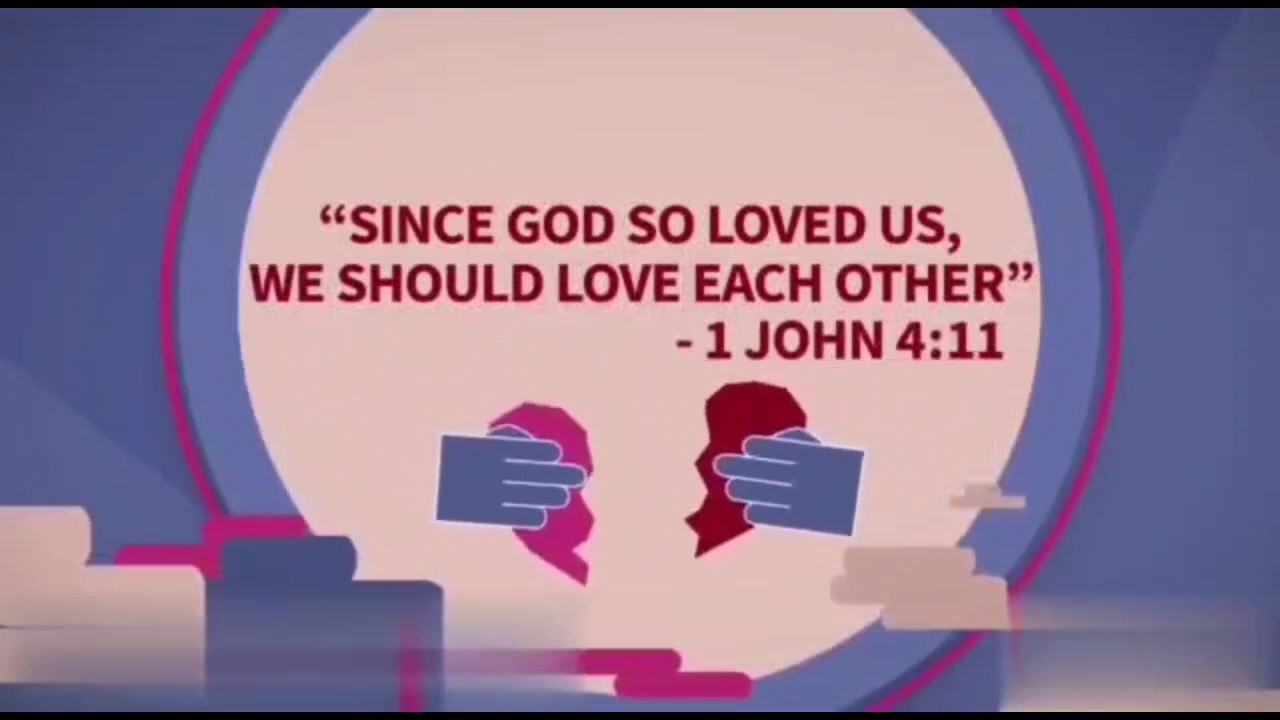 “SINCE GOD SO LOVED US,
WE SHOULD LOVE EACH OTHER”
- 1 JOHN 4:11